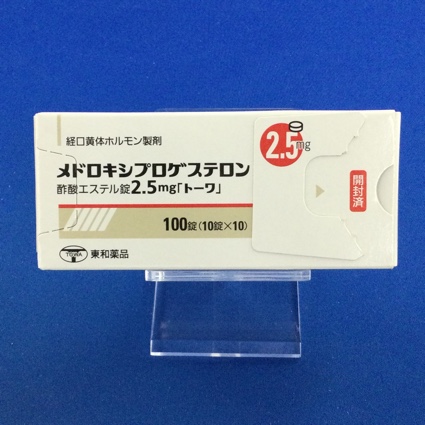 経口黄体ホルモン製剤
メドロキシプロゲステロン
酢酸エステル錠2.5mg「トーワ」
100錠(10錠×10)
TOWA
東和薬品
2.5mg
開封済